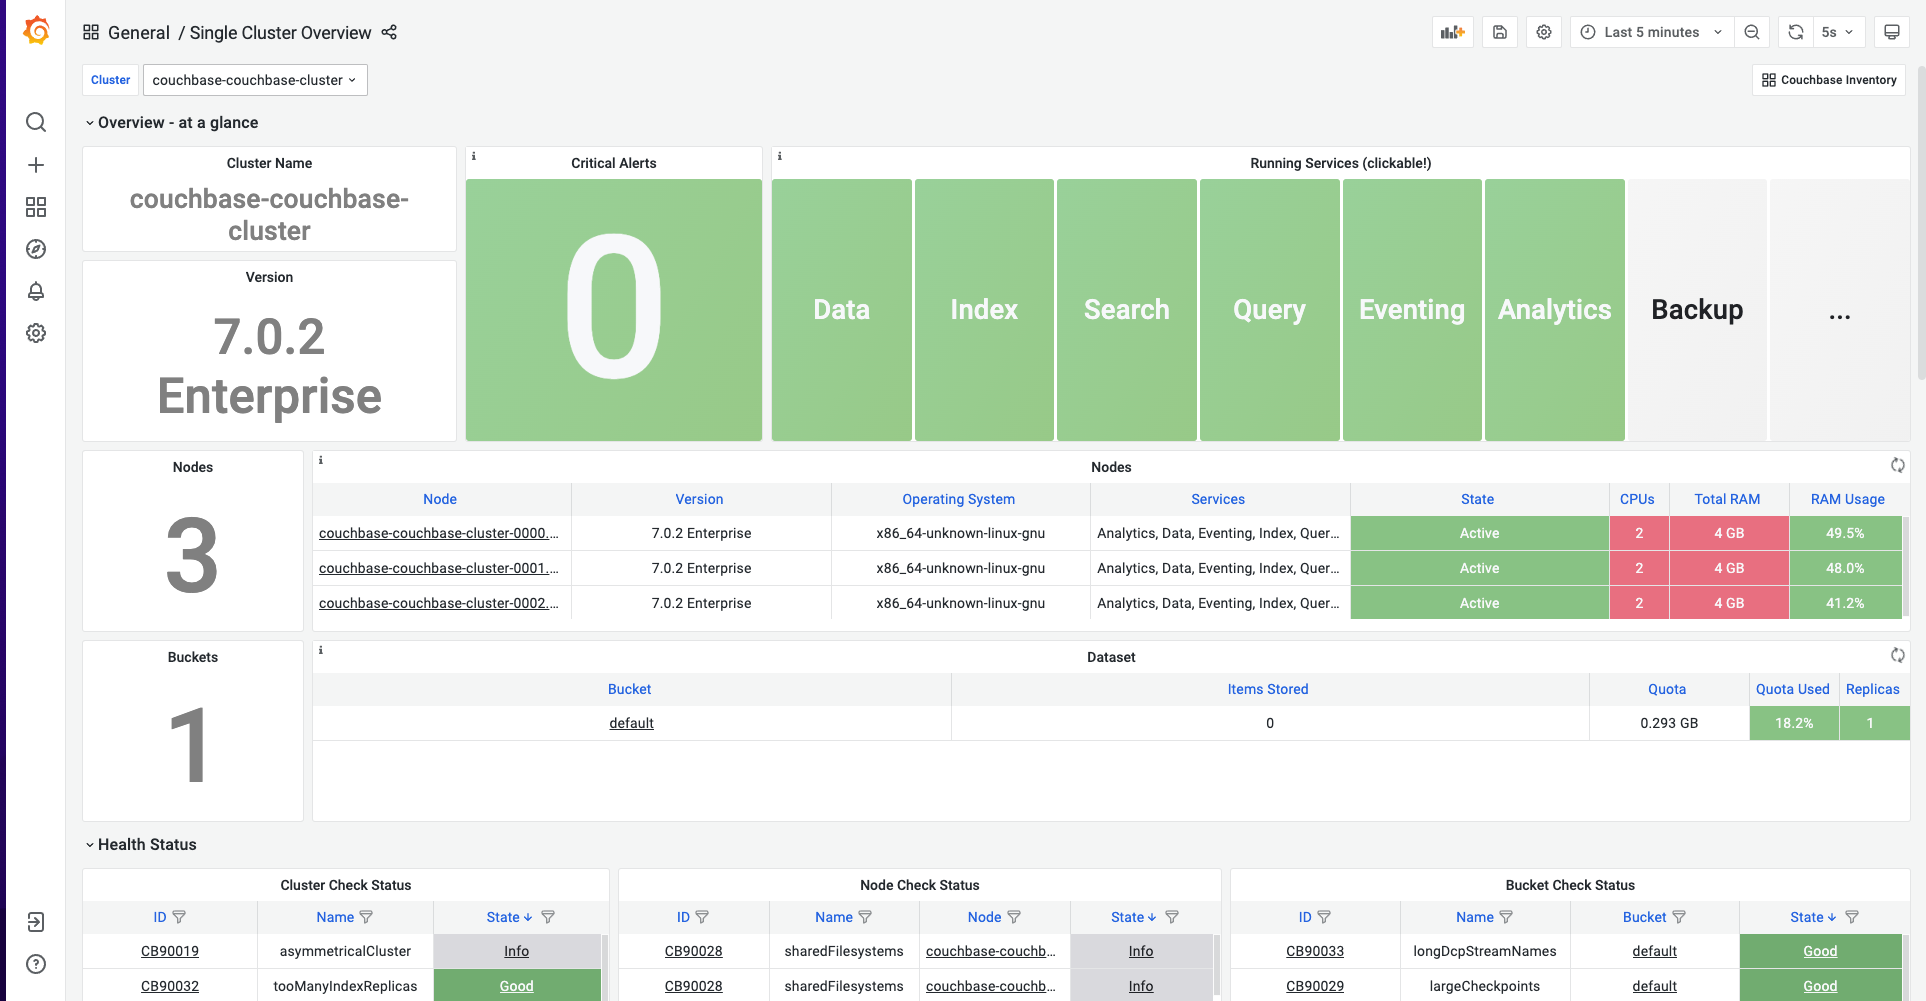 General / Single Cluster Overview
Last 5 minutes
5s
Cluster couchbase-couchbase-cluster
Couchbase Inventory
Overview - at a glance
Cluster Name
couchbase-couchbase-
cluster
Version
7.0.2
Enterprise
i
Critical Alerts
0
i
Running Services (clickable!)
Data Index Search Query Eventing Analytics Backup ...
Nodes
3
i
Nodes
Node Version Operating System Services State CPUs Total RAM RAM Usage
couchbase-couchbase-cluster-0000.... 7.0.2 Enterprise x86_64-unknown-linux-gnu Analytics, Data, Eventing, Index, Quer... Active 2 4 GB 49.5%
couchbase-couchbase-cluster-0001.... 7.0.2 Enterprise x86_64-unknown-linux-gnu Analytics, Data, Eventing, Index, Quer... Active 2 4 GB 48.0%
couchbase-couchbase-cluster-0002.... 7.0.2 Enterprise x86_64-unknown-linux-gnu Analytics, Data, Eventing, Index, Quer... Active 2 4 GB 41.2%
Buckets
1
i
Dataset
Bucket Items Stored Quota Quota Used Replicas
default 0 0.293 GB 18.2% 1
Health Status
Cluster Check Status
ID Name State
CB90019 asymmetricalCluster Info
CB90032 tooManyIndexReplicas Good
Node Check Status
ID Name Node State
CB90028 sharedFilesystems couchbase-couchb... Info
CB90028 sharedFilesystems couchbase-couchb... Info
Bucket Check Status
ID Name Bucket State
CB90033 longDcpStreamNames default Good
CB90029 largeCheckpoints default Good